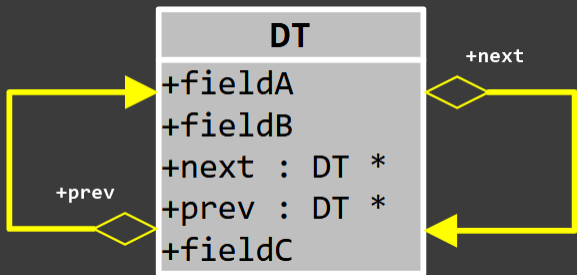 DT
+next
+fieldA
+fieldB
+next : DT *
+prev
+prev : DT *
+fieldC